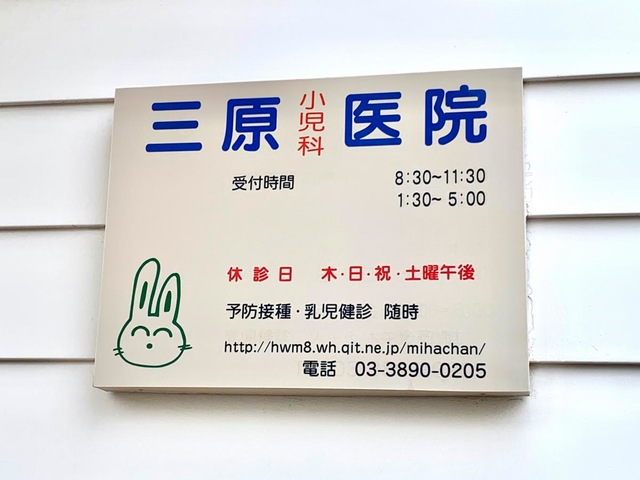 三原小児科医院
受付時間 8:30~11:30
1:30~5:00
休診日 木・日・祝・土曜午後
予防接種・乳児健診 随時
http://hwm8.wh.qit.ne.jp/mihachan/
電話 03-3890-0205